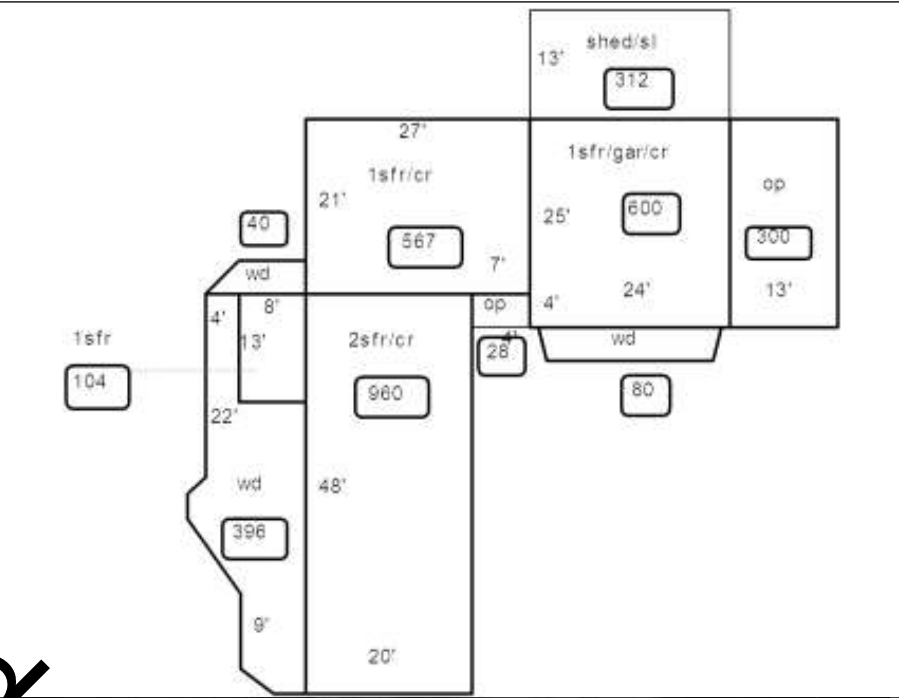 shed/sl
13'
312
27'
1sfr/gar/cr
1sfr/cr
op
21'
25'
600
40
567
300
7'
wd
24'
13'
8'
op
4'
4'
1sfr
13'
2sfr/cr
4'
wd
28
104
960
80
22'
wd
48'
396
9'
20'